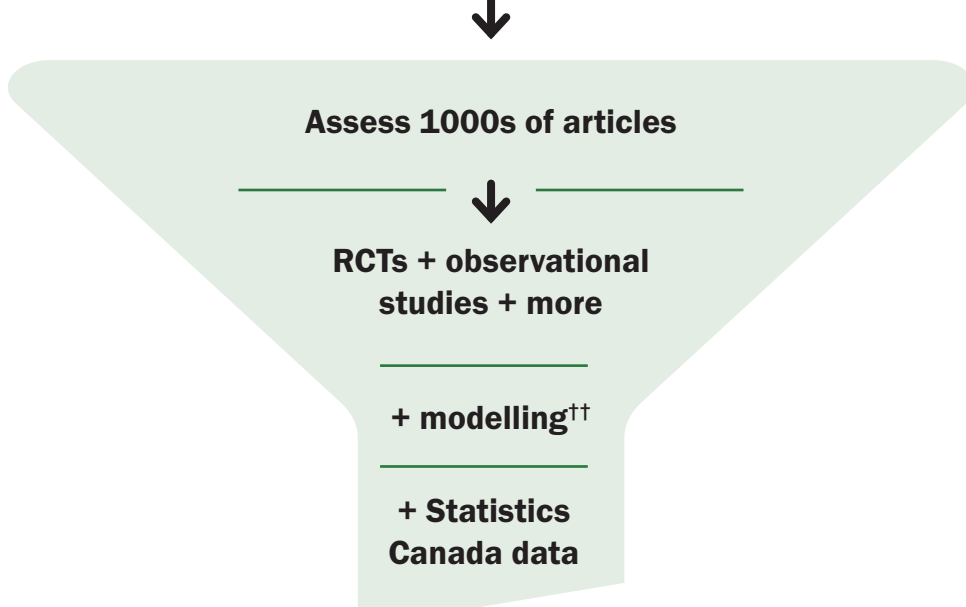 Assess 1000s of articles
RCTs + observational
studies + more
+ modelling††
+ Statistics
Canada data